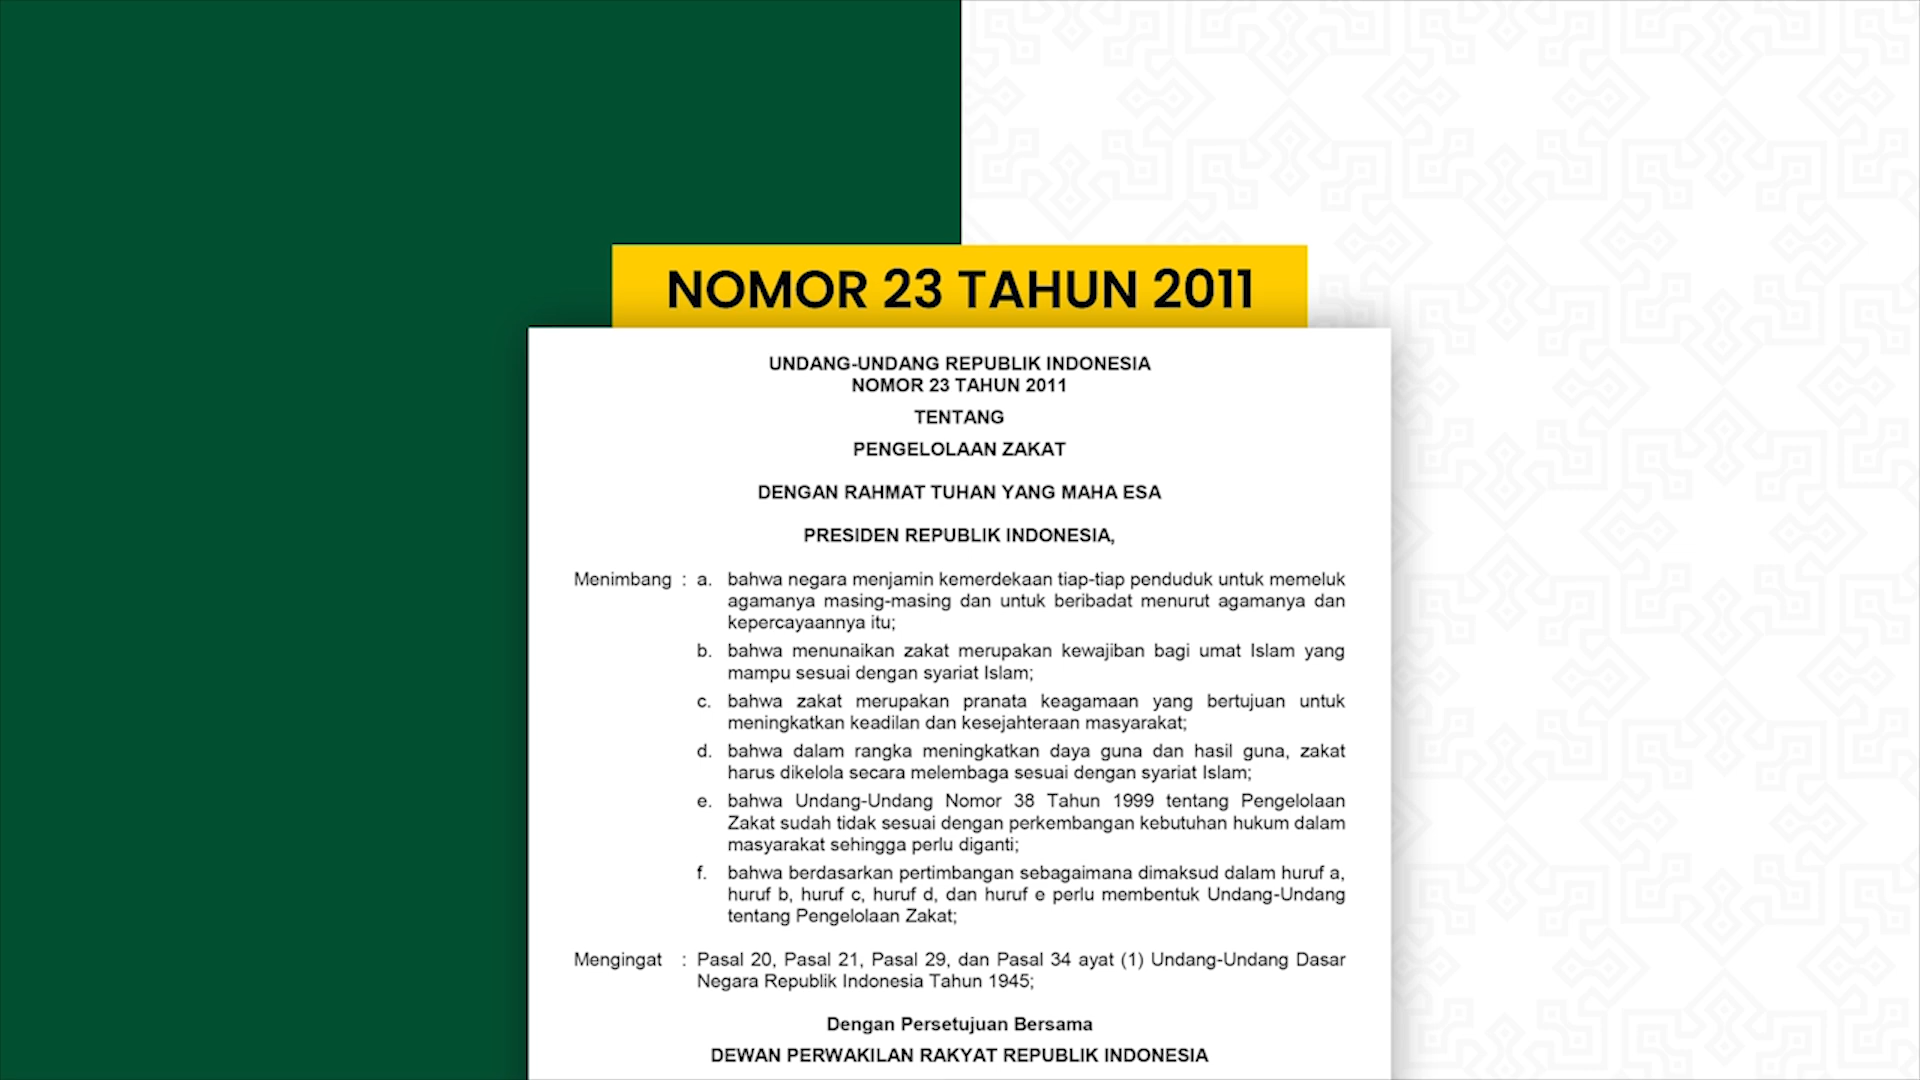 NOMOR 23 TAHUN 2011
UNDANG-UNDANG REPUBLIK INDONESIA
NOMOR 23 TAHUN 2011
TENTANG
PENGELOLAAN ZAKAT
DENGAN RAHMAT TUHAN YANG MAHA ESA
PRESIDEN REPUBLIK INDONESIA,
Menimbang : a. bahwa negara menjamin kemerdekaan tiap-tiap penduduk untuk memeluk
agamanya masing-masing dan untuk beribadat menurut agamanya dan
kepercayaannya itu;
b. bahwa menunaikan zakat merupakan kewajiban bagi umat Islam yang
mampu sesuai dengan syariat Islam;
c. bahwa zakat merupakan pranata keagamaan yang bertujuan untuk
meningkatkan keadilan dan kesejahteraan masyarakat;
d. bahwa dalam rangka meningkatkan daya guna dan hasil guna, zakat
harus dikelola secara melembaga sesuai dengan syariat Islam;
e. bahwa Undang-Undang Nomor 38 Tahun 1999 tentang Pengelolaan
Zakat sudah tidak sesuai dengan perkembangan kebutuhan hukum dalam
masyarakat sehingga perlu diganti;
f. bahwa berdasarkan pertimbangan sebagaimana dimaksud dalam huruf a,
huruf b, huruf c, huruf d, dan huruf e perlu membentuk Undang-Undang
tentang Pengelolaan Zakat;
Mengingat : Pasal 20, Pasal 21, Pasal 29, dan Pasal 34 ayat (1) Undang-Undang Dasar
Negara Republik Indonesia Tahun 1945;
Dengan Persetujuan Bersama
DEWAN PERWAKILAN RAKYAT REPUBLIK INDONESIA